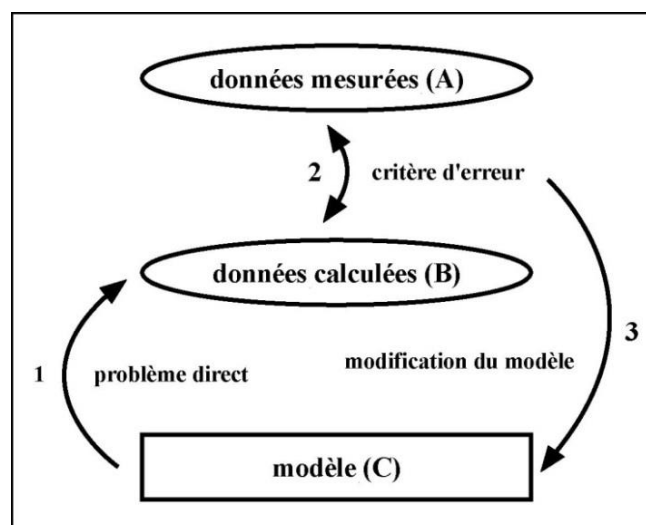 données mesurées (A)
2
critère d'erreur
données calculées (B)
3
1
problème direct
modification du modèle
modèle (C)